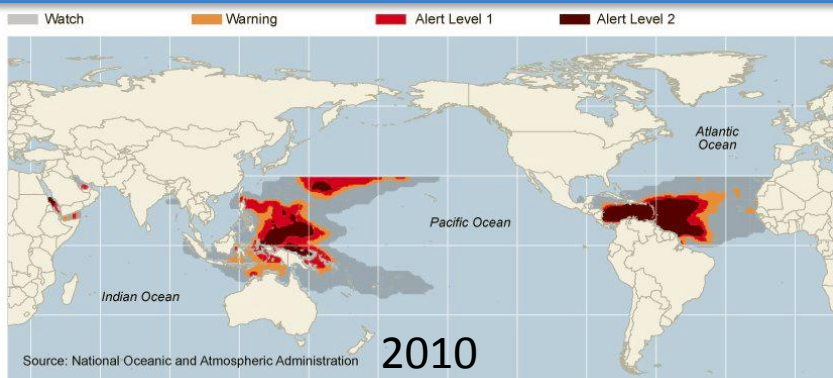 Watch Warning Alert Level 1 Alert Level 2
Atlantic
Ocean
Pacific Ocean
Indian Ocean
Source: National Oceanic and Atmospheric Administration 2010